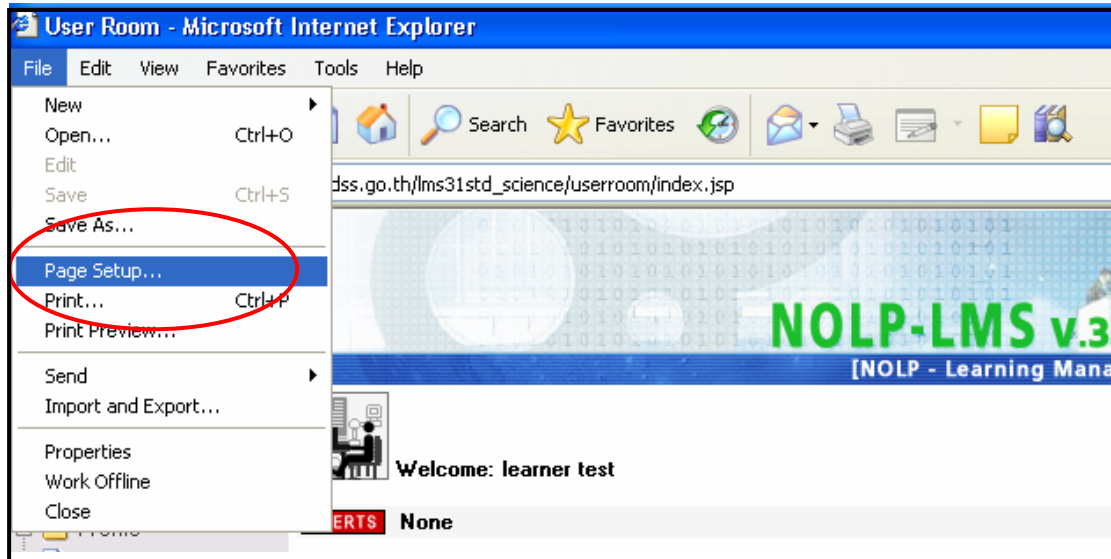 User Room - Microsoft Internet Explorer
File Edit View Favorites Tools Help
New
Open... Ctrl+O
Edit
Save Ctrl+S
Save As...
Page Setup...
Print... Ctrl+P
Print Preview...
Send
Import and Export...
Properties
Work Offline
Close
Search Favorites
dss.go.th/lms31std_science/userroom/index.jsp
NOLP-LMS v.3
[NOLP - Learning Mana
Welcome: learner test
ERTS None